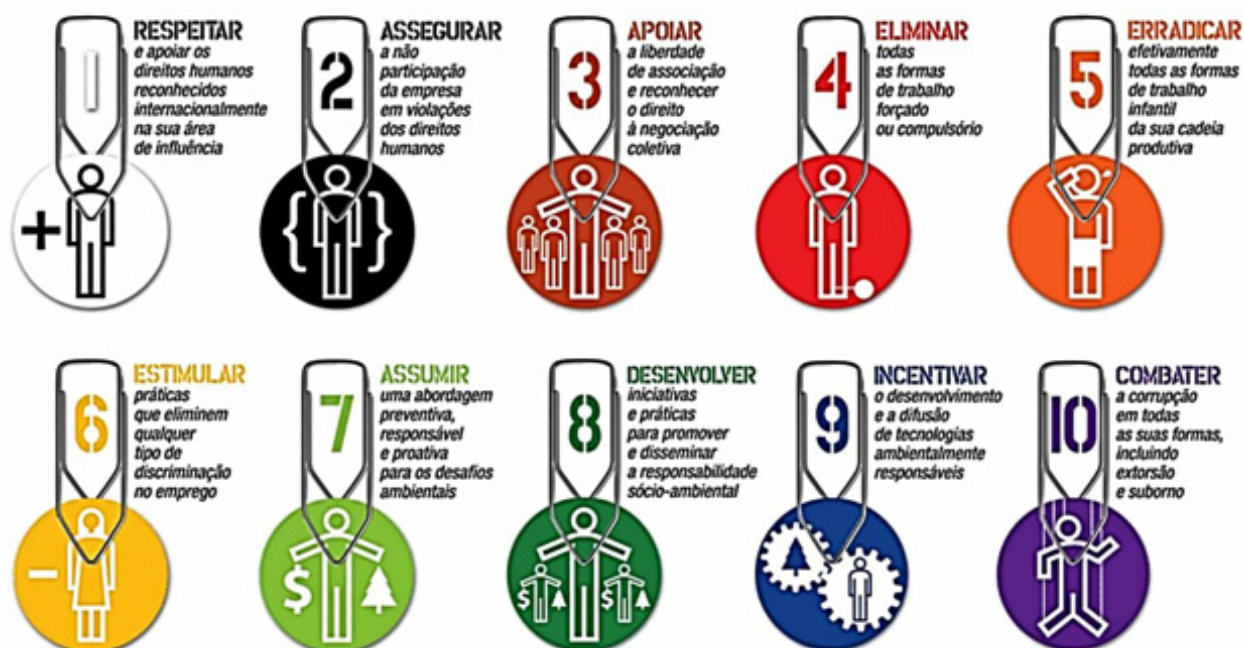 1
RESPEITAR
e apoiar os
direitos humanos
reconhecidos
internacionalmente
na sua área
de influência
2
ASSEGURAR
a não
participação
da empresa
em violações
dos direitos
humanos
3
APOIAR
a liberdade
de associação
e reconhecer
o direito
à negociação
coletiva
4
ELIMINAR
todas
as formas
de trabalho
forçado
ou compulsório
5
ERRADICAR
efetivamente
todas as formas
de trabalho
infantil
da sua cadeia
produtiva
6
ESTIMULAR
práticas
que eliminem
qualquer
tipo de
discriminação
no emprego
7
ASSUMIR
uma abordagem
preventiva,
responsável
e proativa
para os desafios
ambientais
$
8
DESENVOLVER
iniciativas
e práticas
para promover
e disseminar
a responsabilidade
sócio-ambiental
$ $
9
INCENTIVAR
o desenvolvimento
e a difusão
de tecnologias
ambientalmente
responsáveis
10
COMBATER
a corrupção
em todas
as suas formas,
incluindo
extorsão
e suborno